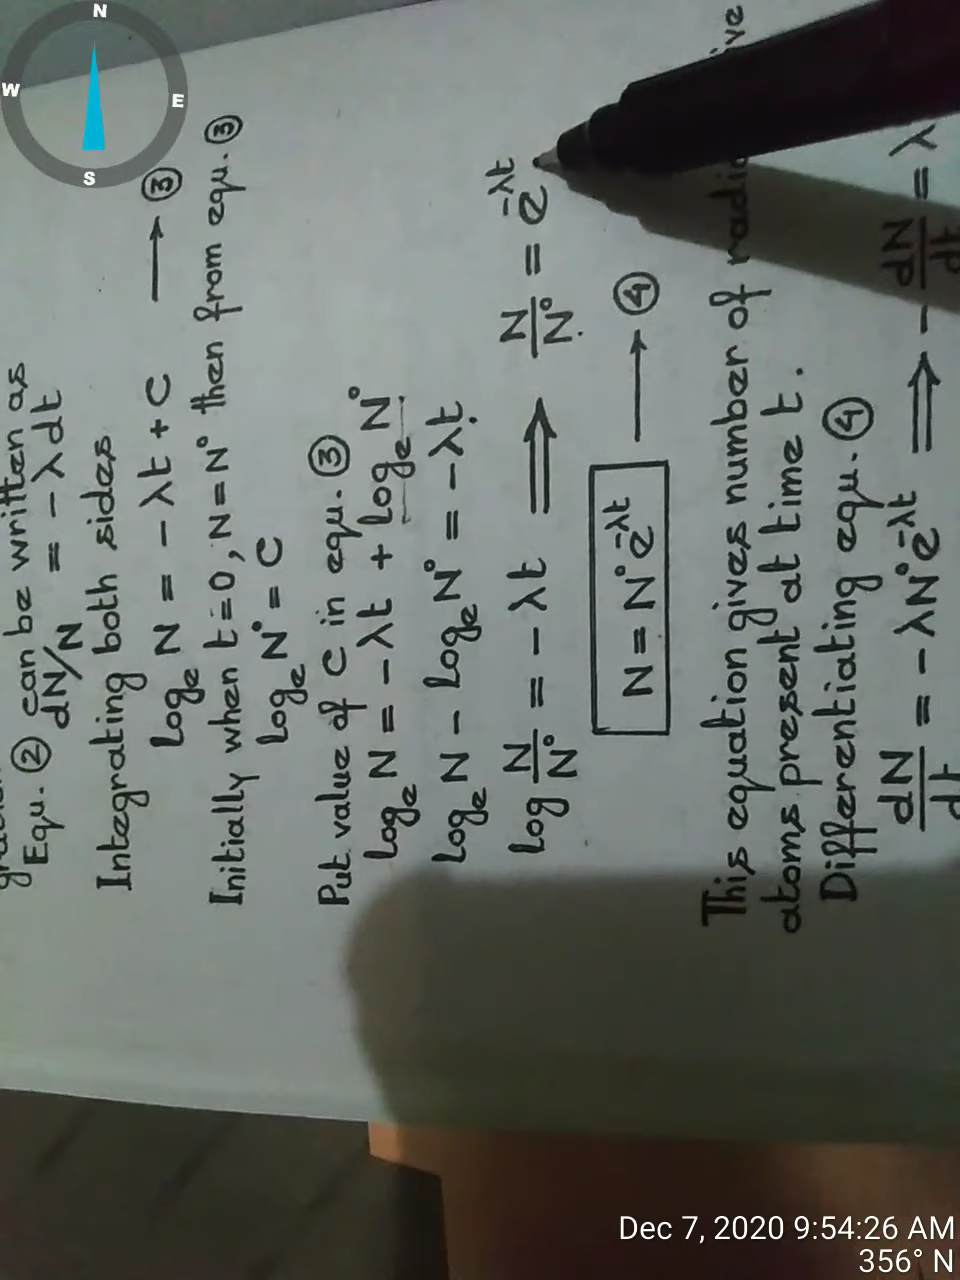 Equ. ② can be written as
dN/N = -λdt
Integrating both sides
Loge N = -λt + C ⟶ ③
Initially when t=0, N=N° then from equ. ③
Loge N° = C
Put value of C in equ. ③
Loge N = -λt + Loge N°
Loge N - Loge N° = -λt
Log N/N° = -λt ⟹ N/N° = e^-λt
N = N° e^-λt ⟶ ④
This equation gives number of
atoms present at time t.
Differentiating equ. ④
dN/dt = -λN°e^-λt ⟹ -dN/dt = λ
N
W
E
S
Dec 7, 2020 9:54:26 AM
356° N